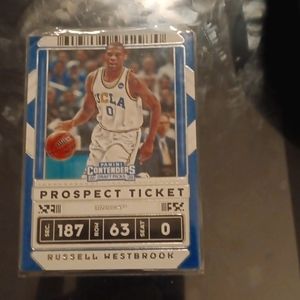 UCLA
0
PANINI
CONTENDERS
DRAFT PICKS
PROSPECT TICKET
SEC. 187 ROW 63 SEAT 0
RUSSELL WESTBROOK